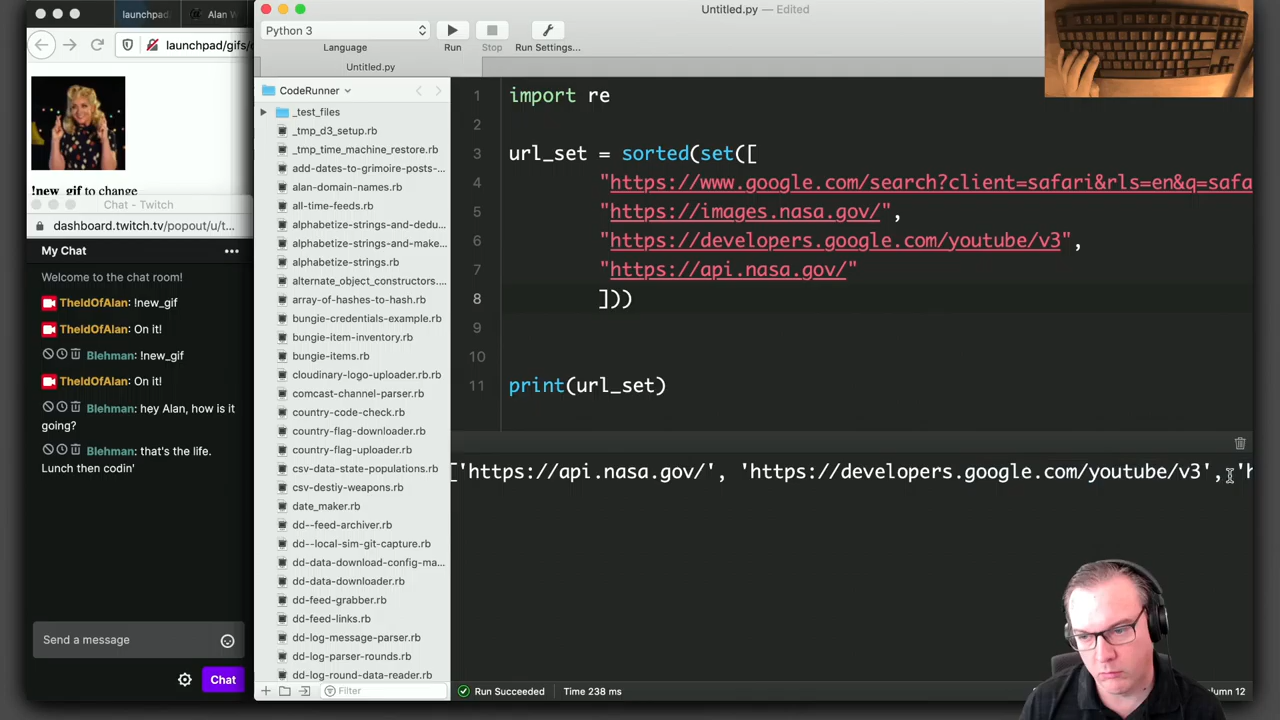 launchpad
Alan W
launchpad/gifs/c
!new_gif to change
Chat - Twitch
dashboard.twitch.tv/popout/u/t...
My Chat
Welcome to the chat room!
TheIdOfAlan: !new_gif
TheIdOfAlan: On it!
Blehman: !new_gif
TheIdOfAlan: On it!
Blehman: hey Alan, how is it
going?
Blehman: that's the life.
Lunch then codin'
Send a message
Chat
Untitled.py — Edited
Python 3
Language
Run
Stop
Run Settings...
Untitled.py
CodeRunner
_test_files
_tmp_d3_setup.rb
_tmp_time_machine_restore.rb
add-dates-to-grimoire-posts-...
alan-domain-names.rb
all-time-feeds.rb
alphabetize-strings-and-dedu...
alphabetize-strings-and-make...
alphabetize-strings.rb
alternate_object_constructors.
array-of-hashes-to-hash.rb
bungie-credentials-example.rb
bungie-item-inventory.rb
bungie-items.rb
cloudinary-logo-uploader.rb.rb
comcast-channel-parser.rb
country-code-check.rb
country-flag-downloader.rb
country-flag-uploader.rb
csv-data-state-populations.rb
csv-destiy-weapons.rb
date_maker.rb
dd--feed-archiver.rb
dd--local-sim-git-capture.rb
dd-data-download-config-ma...
dd-data-downloader.rb
dd-feed-grabber.rb
dd-feed-links.rb
dd-log-message-parser.rb
dd-log-parser-rounds.rb
dd-log-round-data-reader.rb
Filter
1 import re
2
3 url_set = sorted(set([
4 "https://www.google.com/search?client=safari&rls=en&q=safa
5 "https://images.nasa.gov/",
6 "https://developers.google.com/youtube/v3",
7 "https://api.nasa.gov/"
8 ]))
9
10
11 print(url_set)
['https://api.nasa.gov/', 'https://developers.google.com/youtube/v3', 'h
Run Succeeded
Time 238 ms
olumn 12